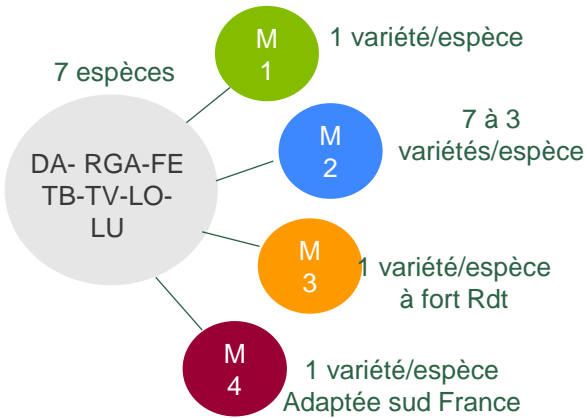 7 espèces
DA- RGA-FE
TB-TV-LO-
LU
M
1
1 variété/espèce
M
2
7 à 3
variétés/espèce
M
3
1 variété/espèce
à fort Rdt
M
4
1 variété/espèce
Adaptée sud France